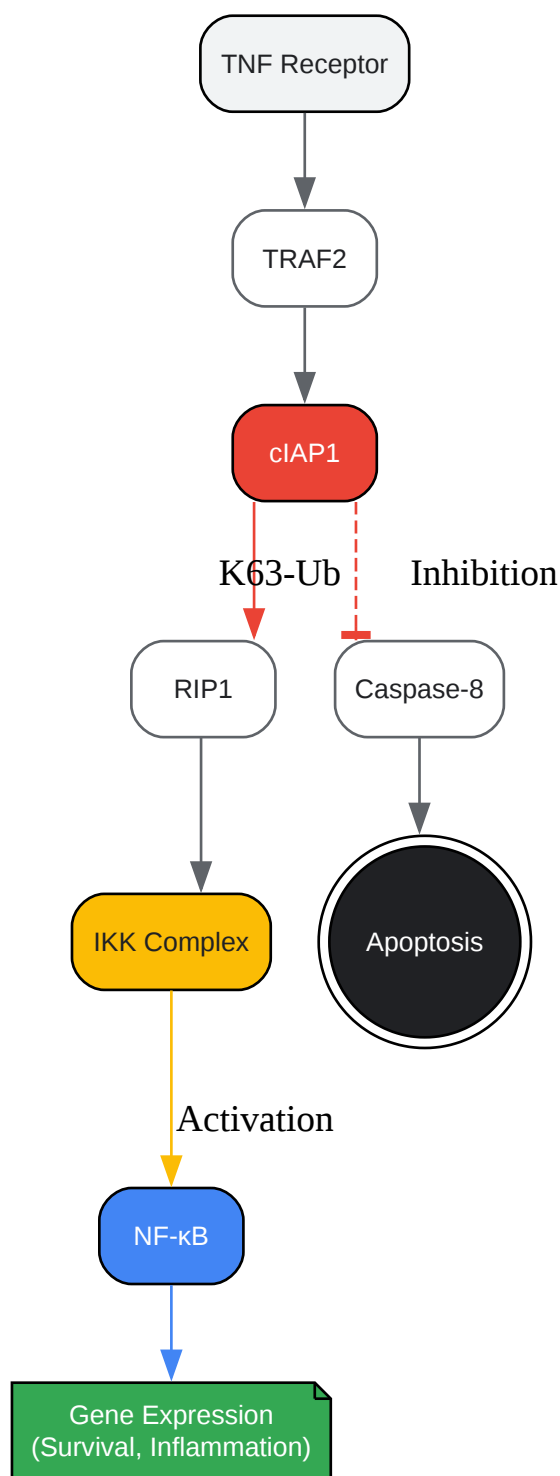 TNF Receptor
TRAF2
cIAP1
K63-Ub
Inhibition
RIP1
Caspase-8
IKK Complex
Apoptosis
Activation
NF-κB
Gene Expression
(Survival, Inflammation)